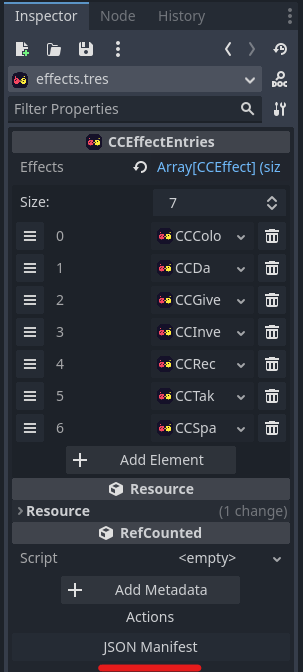 Inspector Node History
effects.tres
Filter Properties
CCEffectEntries
Effects Array[CCEffect] (siz
Size: 7
0 CCColo
1 CCDa
2 CCGive
3 CCInve
4 CCRec
5 CCTak
6 CCSpa
Add Element
Resource
Resource (1 change)
RefCounted
Script <empty>
Add Metadata
Actions
JSON Manifest